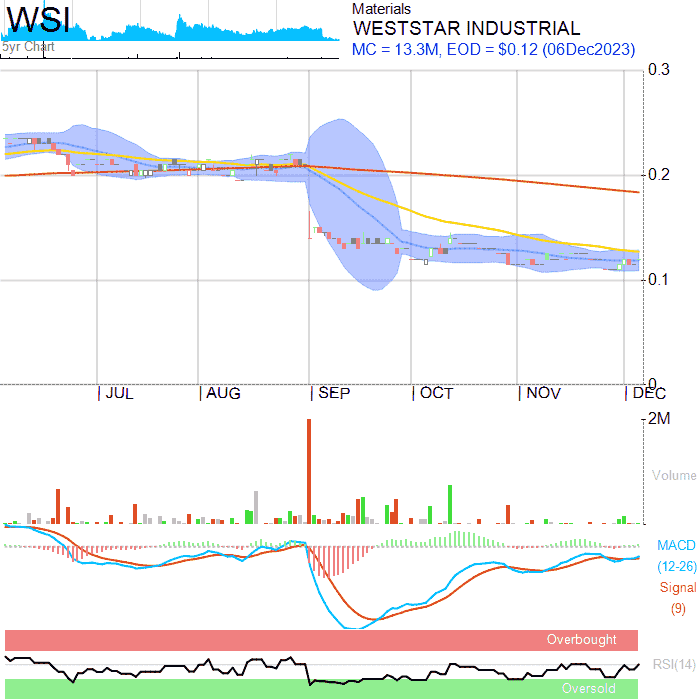 WSI
5yr Chart
Materials
WESTSTAR INDUSTRIAL
MC = 13.3M, EOD = $0.12 (06Dec2023)
0.3
0.2
0.1
0
JUL AUG SEP OCT NOV DEC
2M
Volume
MACD
(12-26)
Signal
(9)
Overbought
RSI(14)
Oversold